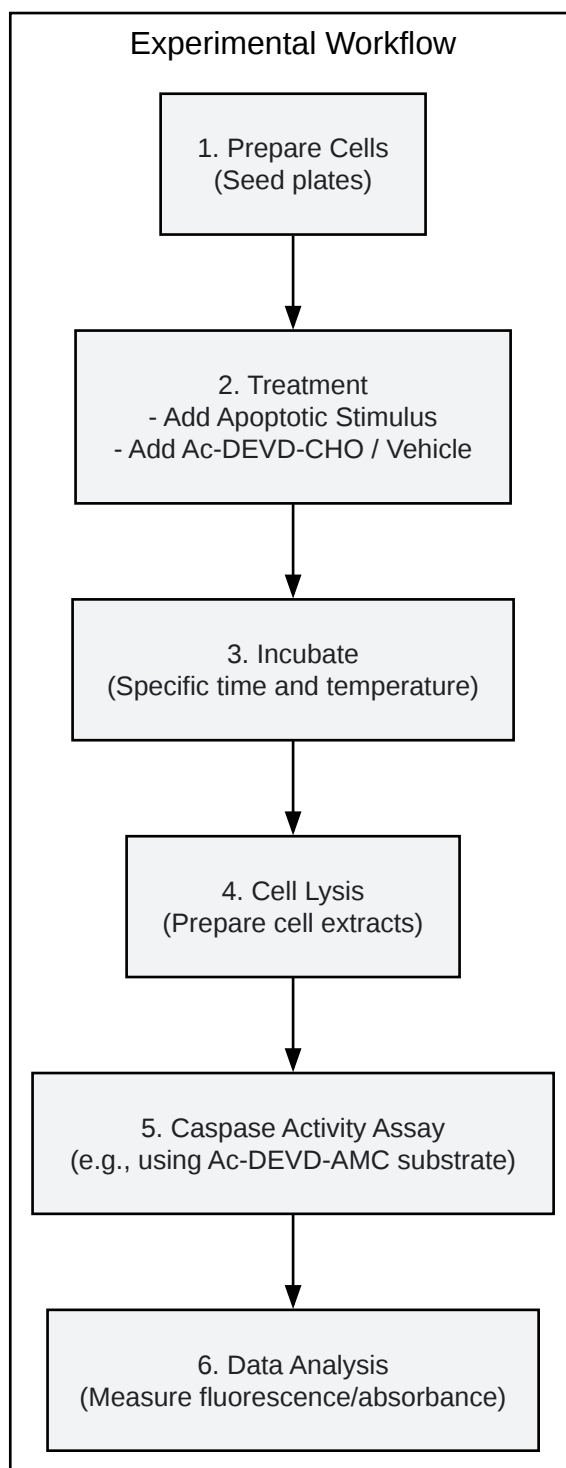 Experimental Workflow
1. Prepare Cells
(Seed plates)
2. Treatment
- Add Apoptotic Stimulus
- Add Ac-DEVD-CHO / Vehicle
3. Incubate
(Specific time and temperature)
4. Cell Lysis
(Prepare cell extracts)
5. Caspase Activity Assay
(e.g., using Ac-DEVD-AMC substrate)
6. Data Analysis
(Measure fluorescence/absorbance)